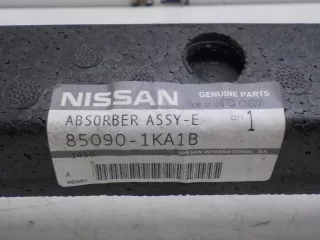 NISSAN
GENUINE PARTS
ABSORBER ASSY-E
QTY 1
85090-1KA1B
NISSAN INTERNATIONAL S.A.
A